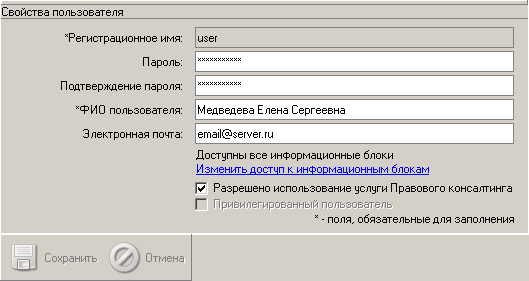 Свойства пользователя
*Регистрационное имя: user
Пароль: ***********
Подтверждение пароля: ***********
*ФИО пользователя: Медведева Елена Сергеевна
Электронная почта: email@server.ru
Доступны все информационные блоки
Изменить доступ к информационным блокам
Разрешено использование услуги Правового консалтинга
Привилегированный пользователь
* - поля, обязательные для заполнения
Сохранить Отмена